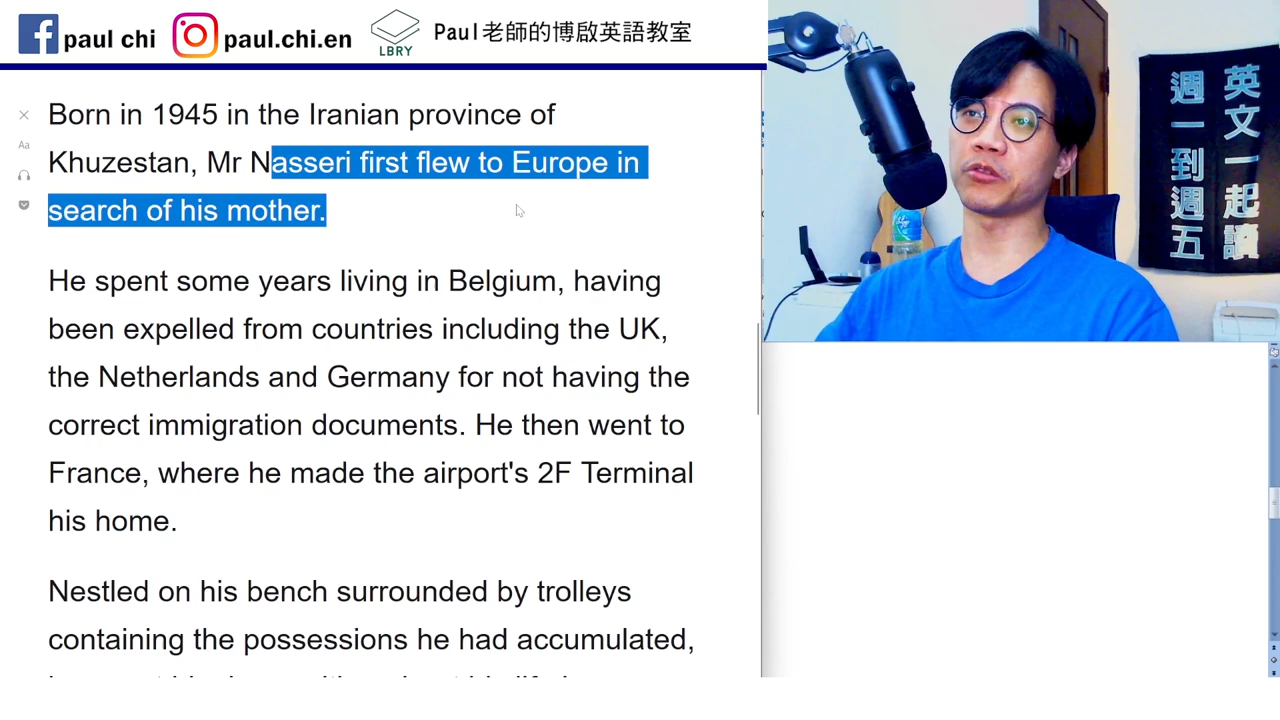 paul chi
paul.chi.en
LBRY
Paul老師的博啟英語教室
Aa
Born in 1945 in the Iranian province of
Khuzestan, Mr Nasseri first flew to Europe in
search of his mother.
He spent some years living in Belgium, having
been expelled from countries including the UK,
the Netherlands and Germany for not having the
correct immigration documents. He then went to
France, where he made the airport's 2F Terminal
his home.
Nestled on his bench surrounded by trolleys
containing the possessions he had accumulated,
英文一起讀
週一到週五